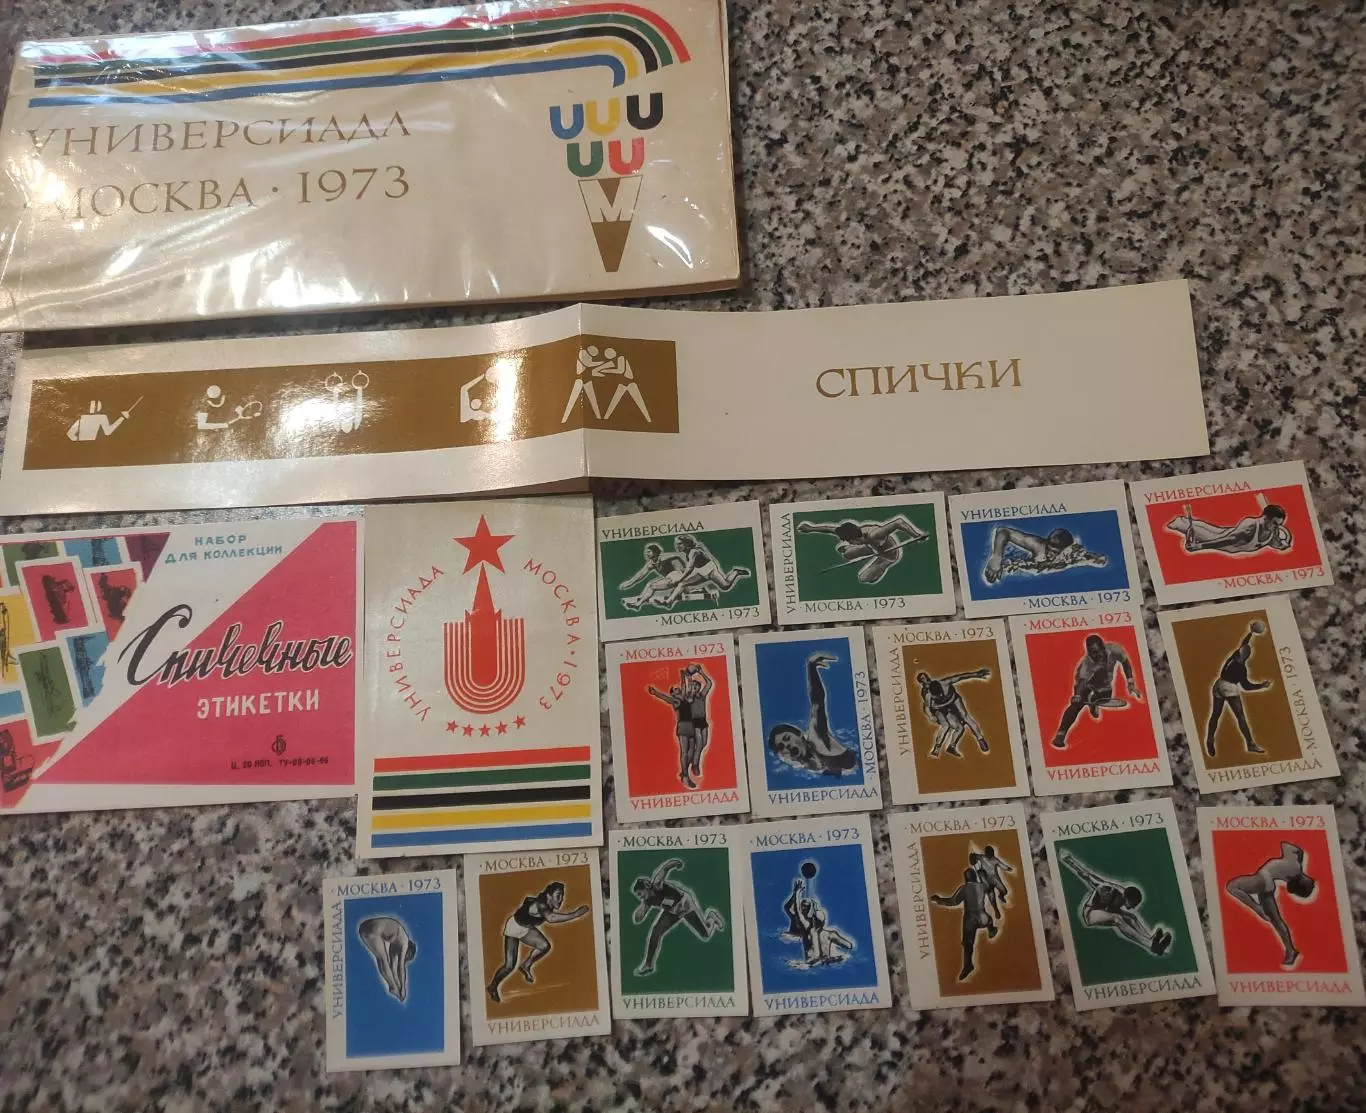 УНИВЕРСИАДА
МОСКВА · 1973
UUU
UU
M
СПИЧКИ
НАБОР
ДЛЯ КОЛЛЕКЦИИ
Спичечные
ЭТИКЕТКИ
УНИВЕРСИАДА
МОСКВА · 1973
УНИВЕРСИАДА
· МОСКВА · 1973
УНИВЕРСИАДА
МОСКВА · 1973
УНИВЕРСИАДА
МОСКВА · 1973
УНИВЕРСИАДА
· МОСКВА · 1973
· МОСКВА · 1973
УНИВЕРСИАДА
· МОСКВА · 1973
УНИВЕРСИАДА
МОСКВА · 1973
УНИВЕРСИАДА
МОСКВА · 1973
УНИВЕРСИАДА
· МОСКВА · 1973
УНИВЕРСИАДА
· МОСКВА · 1973
УНИВЕРСИАДА
МОСКВА · 1973
УНИВЕРСИАДА
МОСКВА · 1973
УНИВЕРСИАДА
МОСКВА · 1973
УНИВЕРСИАДА
МОСКВА · 1973
УНИВЕРСИАДА
МОСКВА · 1973
УНИВЕРСИАДА
МОСКВА · 1973
УНИВЕРСИАДА